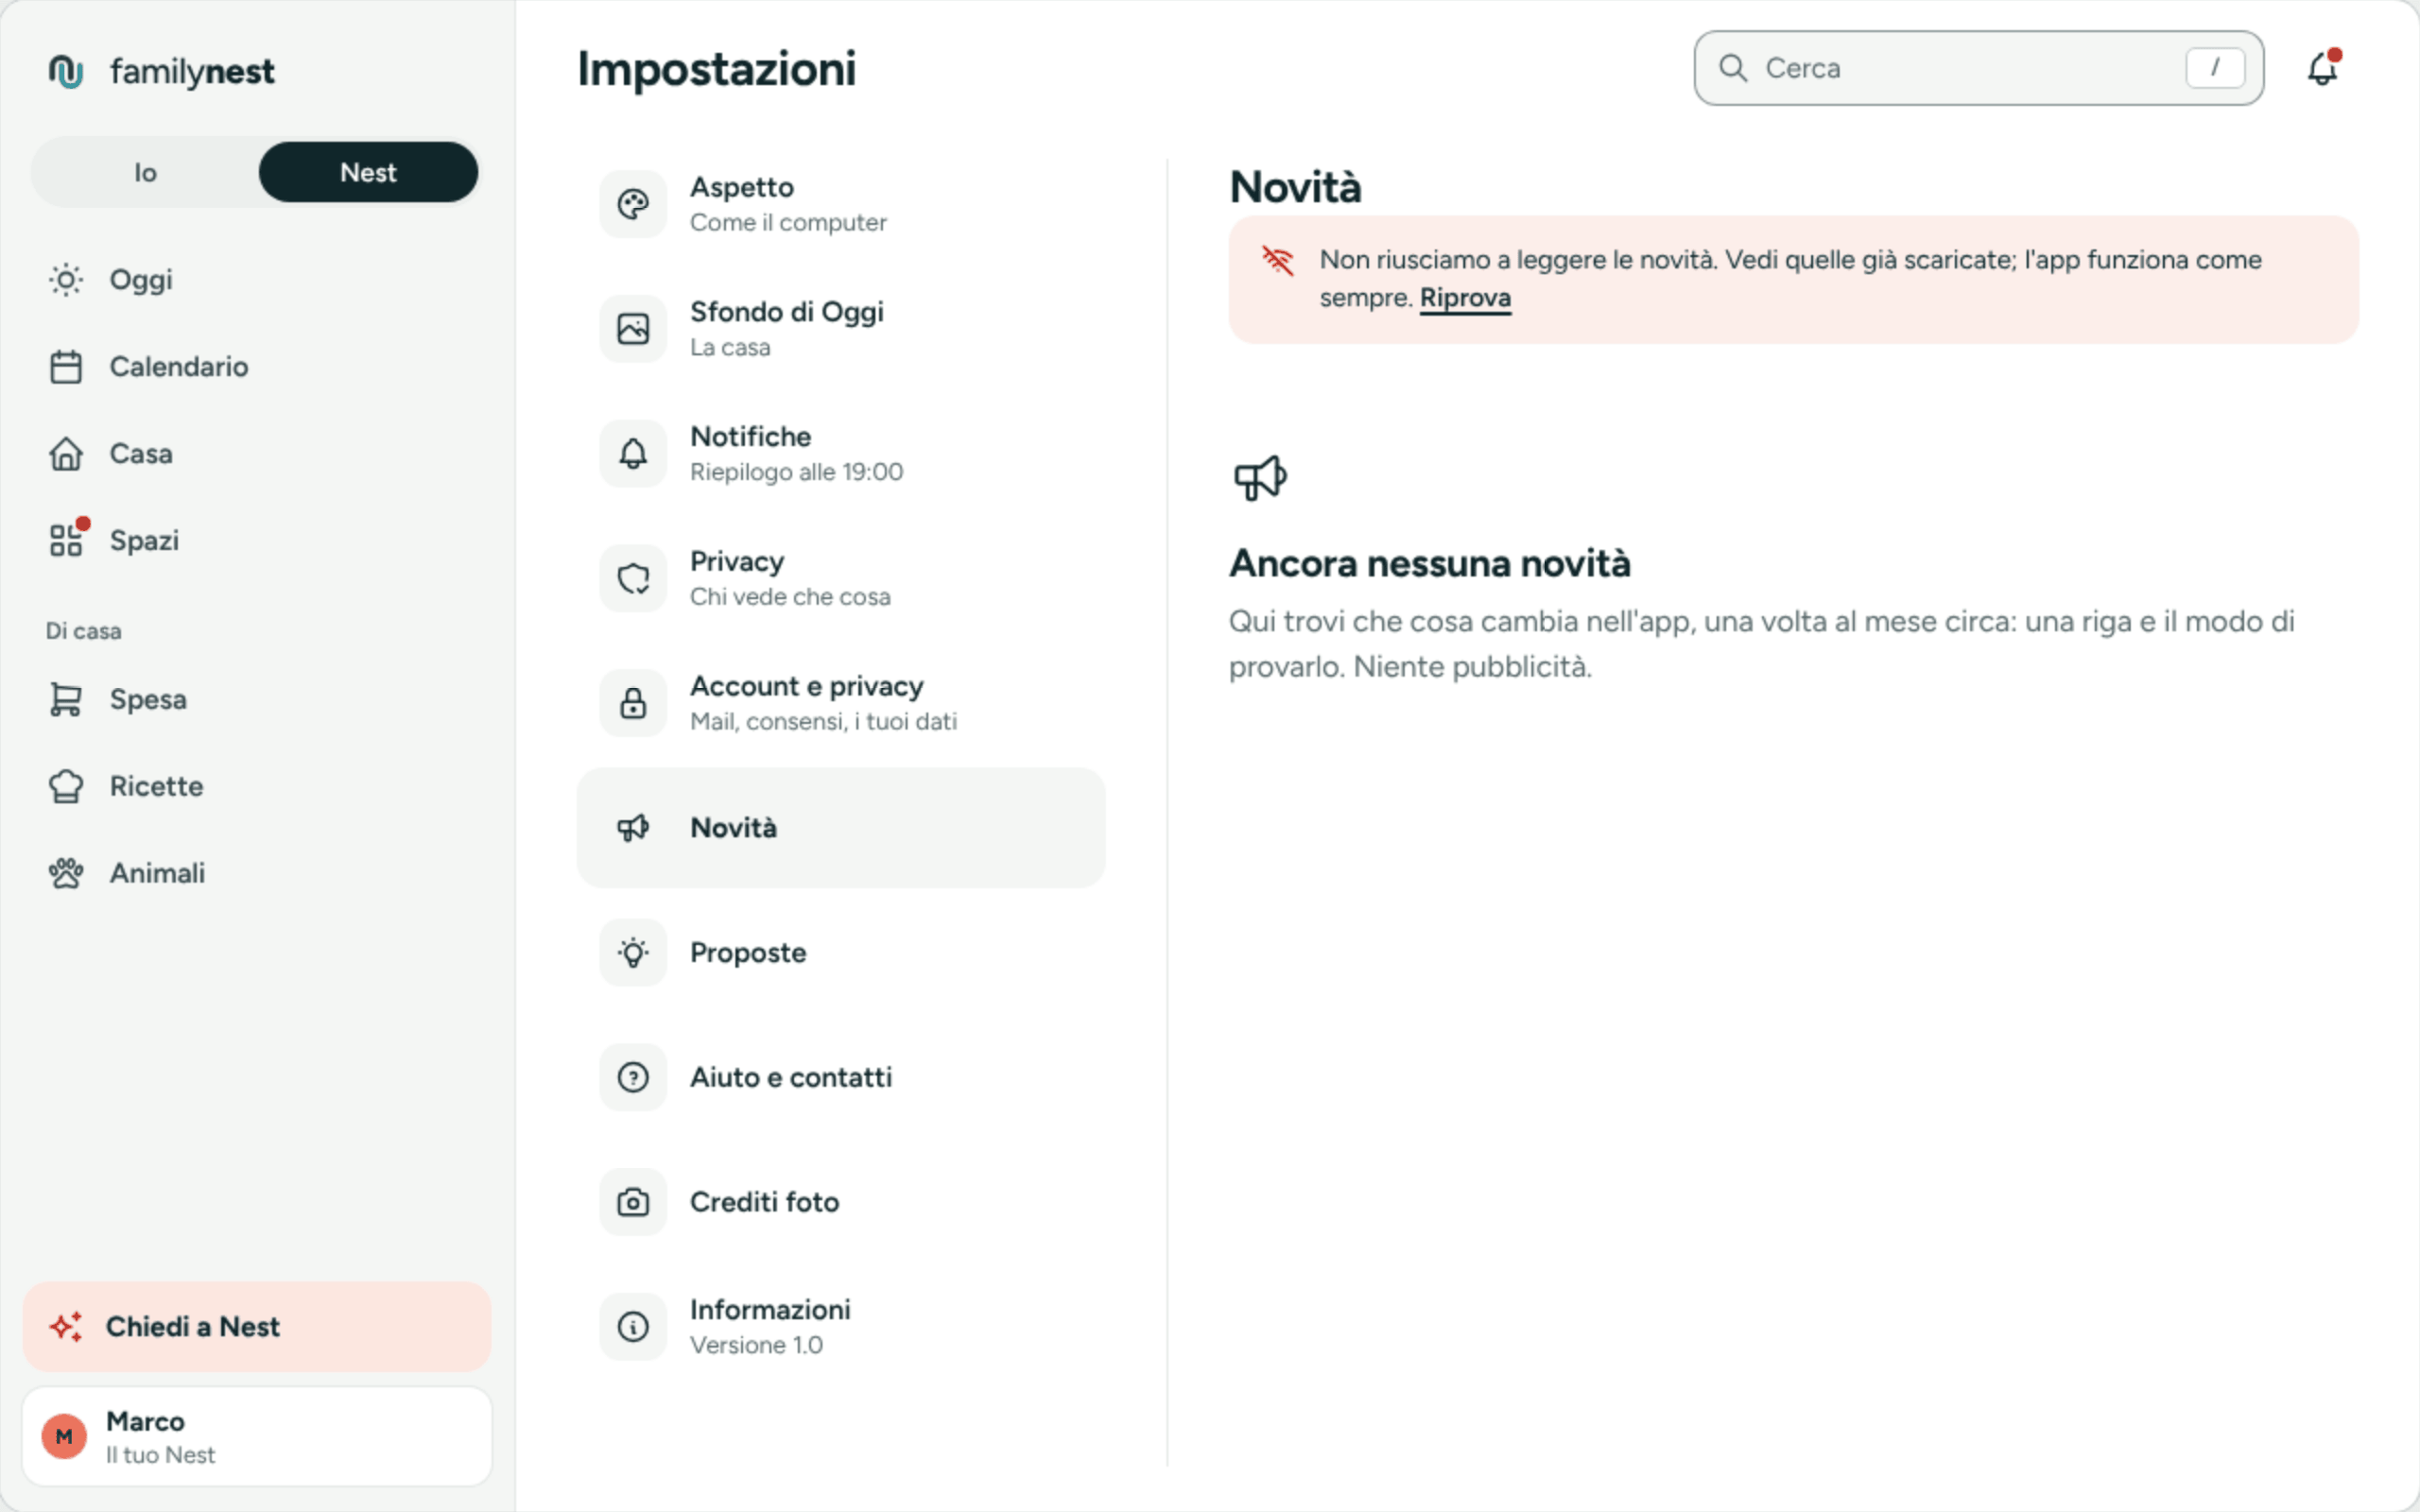 familynest
Io
Nest
Oggi
Calendario
Casa
Spazi
Di casa
Spesa
Ricette
Animali
Chiedi a Nest
M
Marco
Il tuo Nest
Impostazioni
Cerca
/
Aspetto
Come il computer
Sfondo di Oggi
La casa
Notifiche
Riepilogo alle 19:00
Privacy
Chi vede che cosa
Account e privacy
Mail, consensi, i tuoi dati
Novità
Proposte
Aiuto e contatti
Crediti foto
Informazioni
Versione 1.0
Novità
Non riusciamo a leggere le novità. Vedi quelle già scaricate; l'app funziona come
sempre. Riprova
Ancora nessuna novità
Qui trovi che cosa cambia nell'app, una volta al mese circa: una riga e il modo di
provarlo. Niente pubblicità.